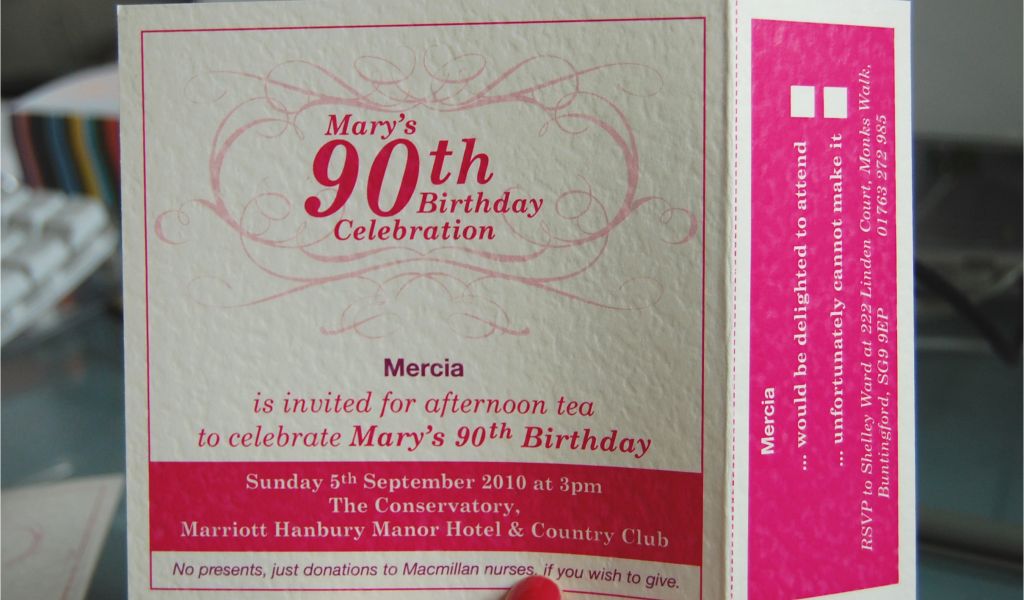 Mary's
90th
Birthday
Celebration
Mercia
is invited for afternoon tea
to celebrate Mary's 90th Birthday
Sunday 5th September 2010 at 3pm
The Conservatory,
Marriott Hanbury Manor Hotel & Country Club
No presents, just donations to Macmillan nurses, if you wish to give.
Mercia
... would be delighted to attend
... unfortunately cannot make it
RSVP to Shelley Ward at 222 Linden Court, Monks Walk,
Buntingford, SG9 9EP 01763 272 985